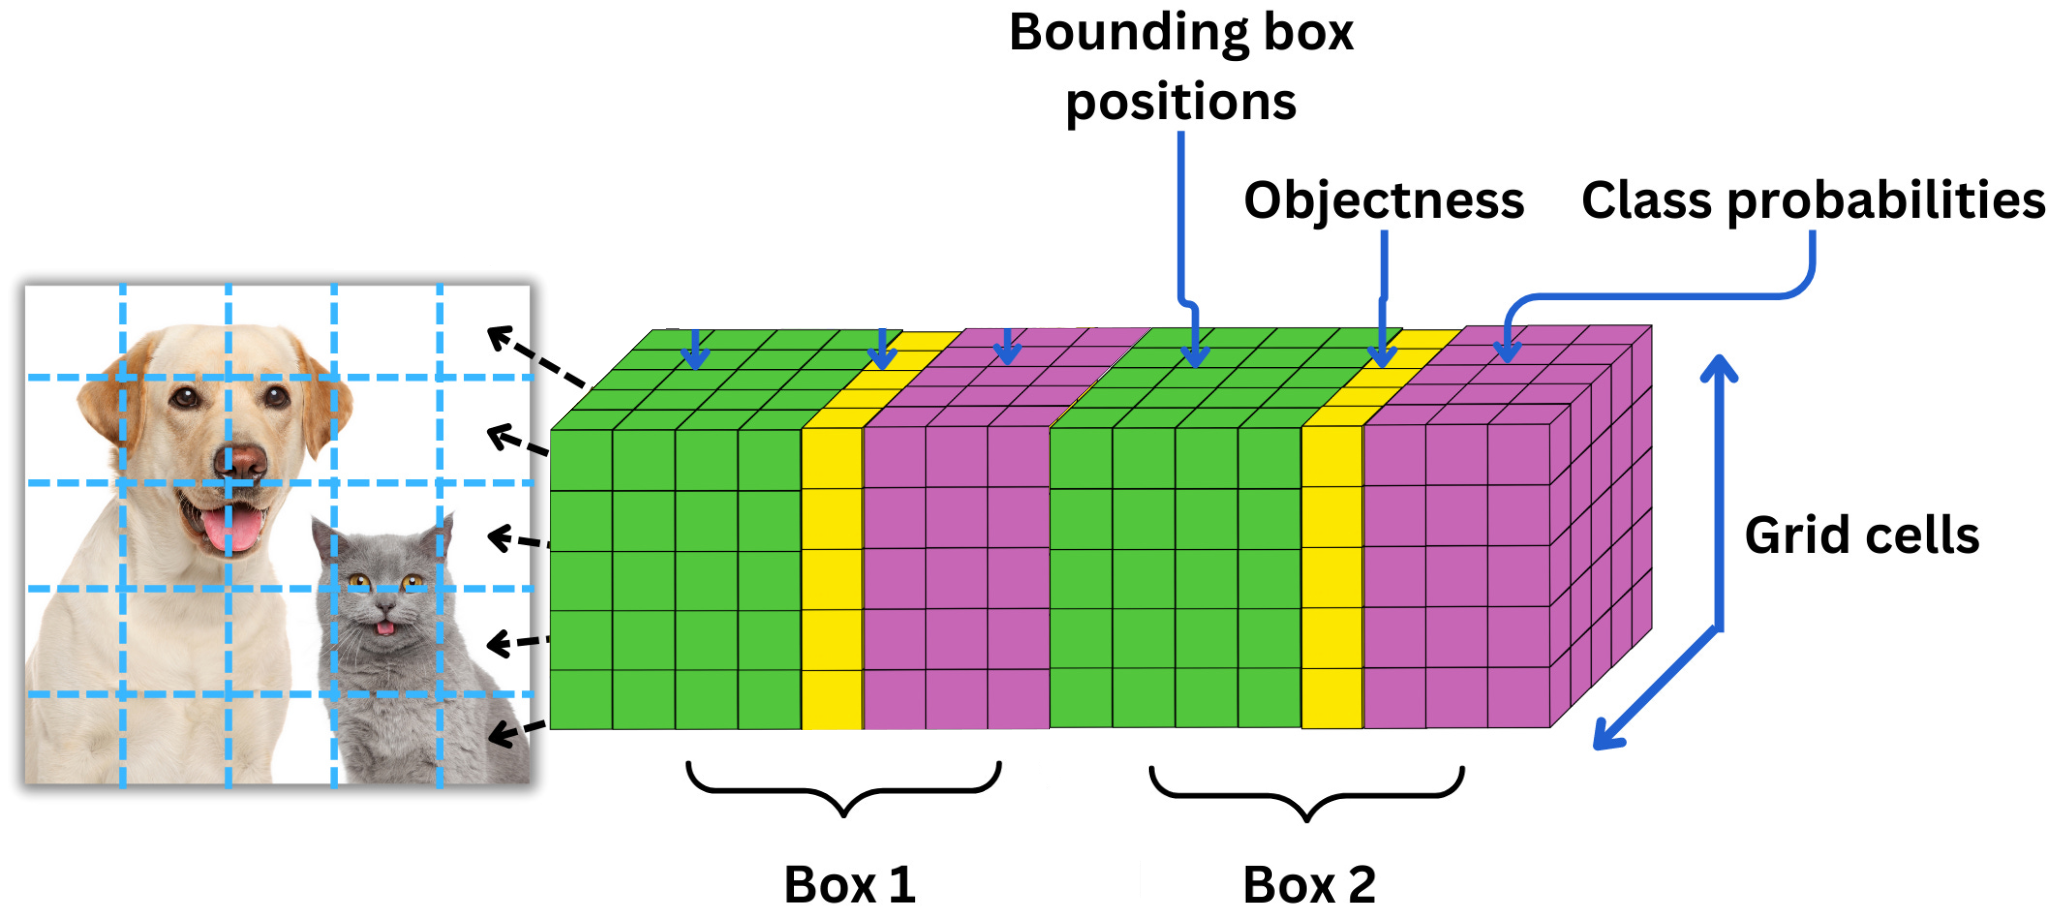 Bounding box
positions
Objectness
Class probabilities
Grid cells
Box 1
Box 2